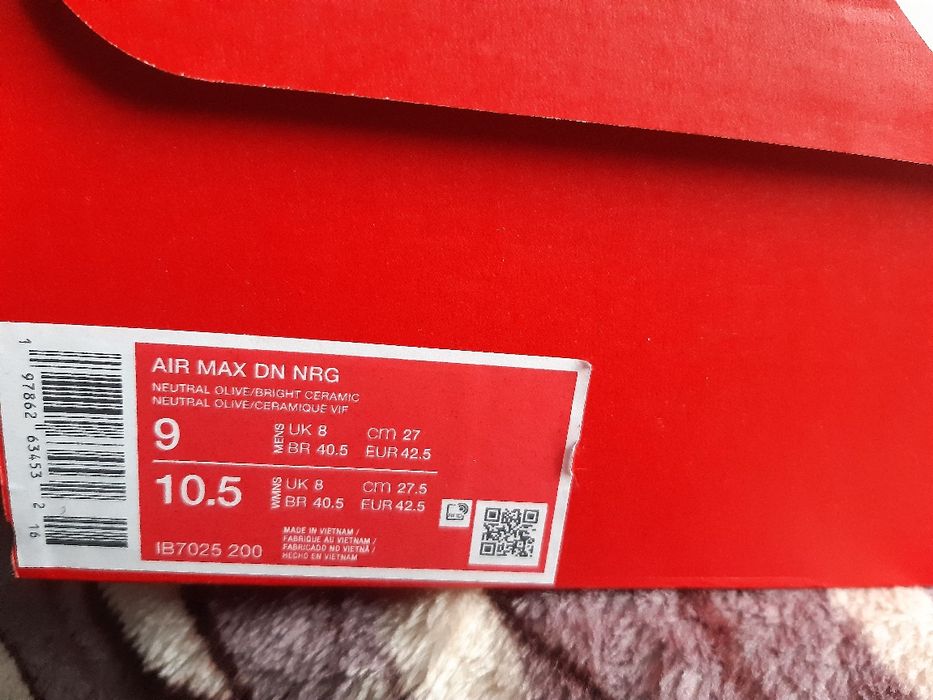 AIR MAX DN NRG
NEUTRAL OLIVE/BRIGHT CERAMIC
NEUTRAL OLIVE/CERAMIQUE VIF
9 MENS UK 8 cm 27
BR 40.5 EUR 42.5
10.5 WMNS UK 8 cm 27.5
BR 40.5 EUR 42.5
IB7025 200
MADE IN VIETNAM /
FABRIQUE AU VIETNAM /
FABRICADO NO VIETNÃ /
HECHO EN VIETNAM
1 97862 63453 2 16